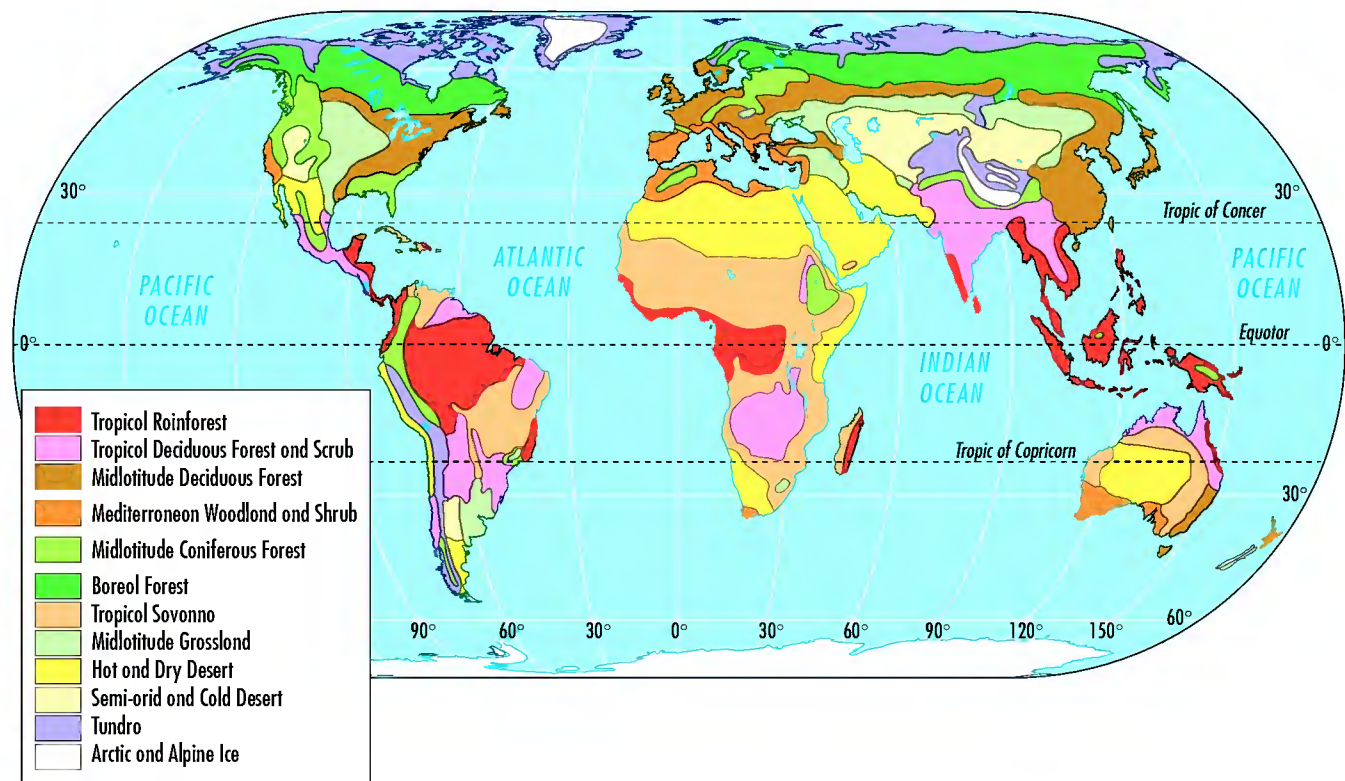 30°
30°
Tropic of Concer
ATLANTIC
OCEAN
PACIFIC
OCEAN
PACIFIC
OCEAN
Equotor
0°
0°
INDIAN
OCEAN
Tropic of Copricorn
30°
Tropicol Roinforest
Tropicol Deciduous Forest ond Scrub
Midlotitude Deciduous Forest
Mediterroneon Woodlond ond Shrub
Midlotitude Coniferous Forest
Boreol Forest
Tropicol Sovonno
Midlotitude Grosslond
Hot ond Dry Desert
Semi-orid ond Cold Desert
Tundro
Arctic ond Alpine Ice
90° 60° 30° 0° 30° 60° 90° 120° 150° 60°